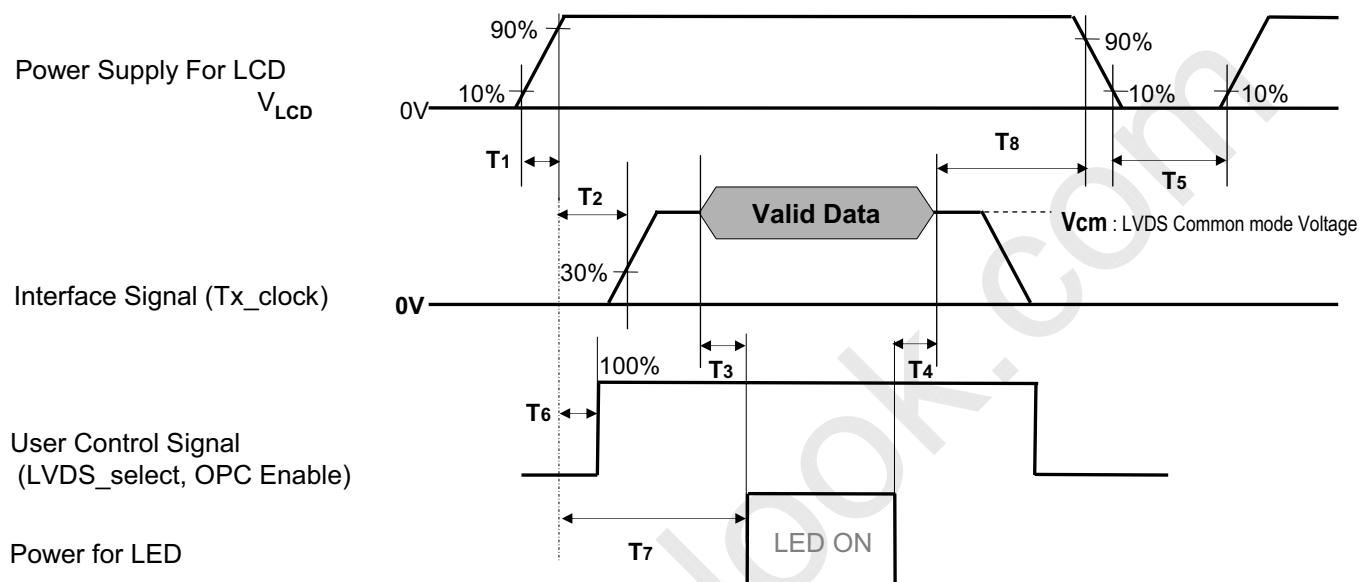 90%
90%
Power Supply For LCD
VLCD
10%
10%
10%
0V
T1
T8
T5
T2
Valid Data
Vcm : LVDS Common mode Voltage
30%
Interface Signal (Tx_clock)
0V
100%
T3
T4
T6
User Control Signal
(LVDS_select, OPC Enable)
T7
LED ON
Power for LED
look.com